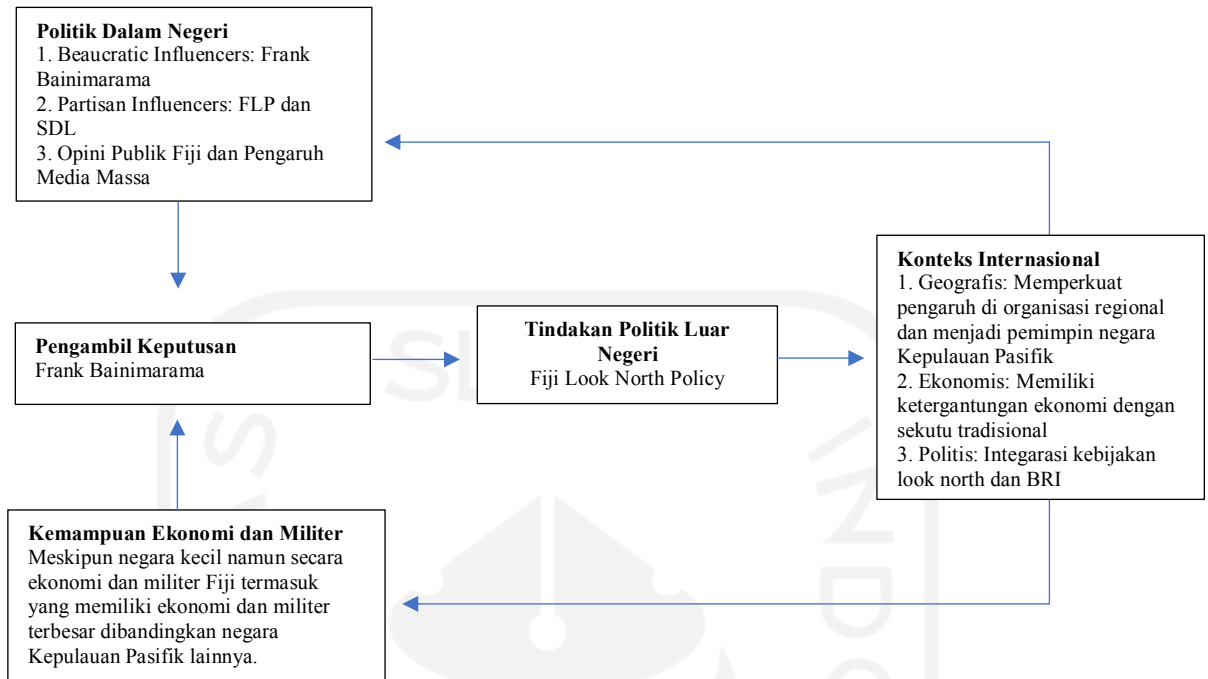 Politik Dalam Negeri
1. Beaucratic Influencers: Frank
Bainimarama
2. Partisan Influencers: FLP dan
SDL
3. Opini Publik Fiji dan Pengaruh
Media Massa
Pengambil Keputusan
Frank Bainimarama
Tindakan Politik Luar
Negeri
Fiji Look North Policy
Konteks Internasional
1. Geografis: Memperkuat
pengaruh di organisasi regional
dan menjadi pemimpin negara
Kepulauan Pasifik
2. Ekonomis: Memiliki
ketergantungan ekonomi dengan
sekutu tradisional
3. Politis: Integarasi kebijakan
look north dan BRI
Kemampuan Ekonomi dan Militer
Meskipun negara kecil namun secara
ekonomi dan militer Fiji termasuk
yang memiliki ekonomi dan militer
terbesar dibandingkan negara
Kepulauan Pasifik lainnya.